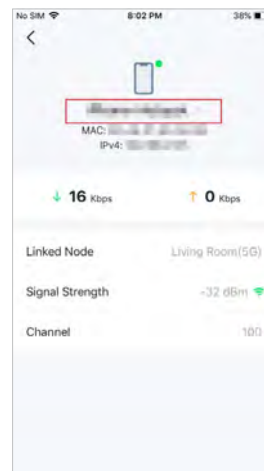 No SIM 8:02 PM 38%
MAC:
IPv4:
↓ 16 Kbps ↑ 0 Kbps
Linked Node Living Room(5G)
Signal Strength -32 dBm
Channel 100